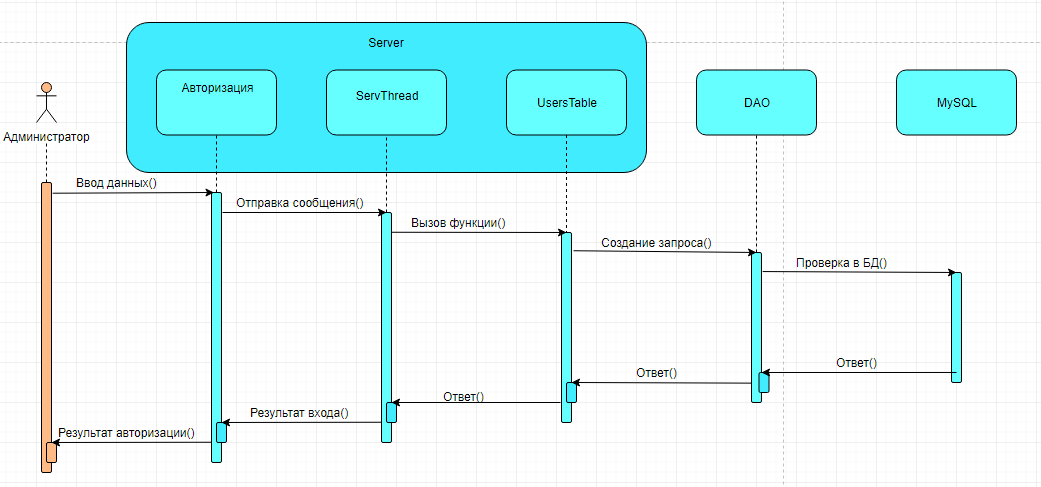 Server
Авторизация
ServThread
UsersTable
DAO
MySQL
Администратор
Ввод данных()
Отправка сообщения()
Вызов функции()
Создание запроса()
Проверка в БД()
Ответ()
Ответ()
Ответ()
Результат входа()
Результат авторизации()